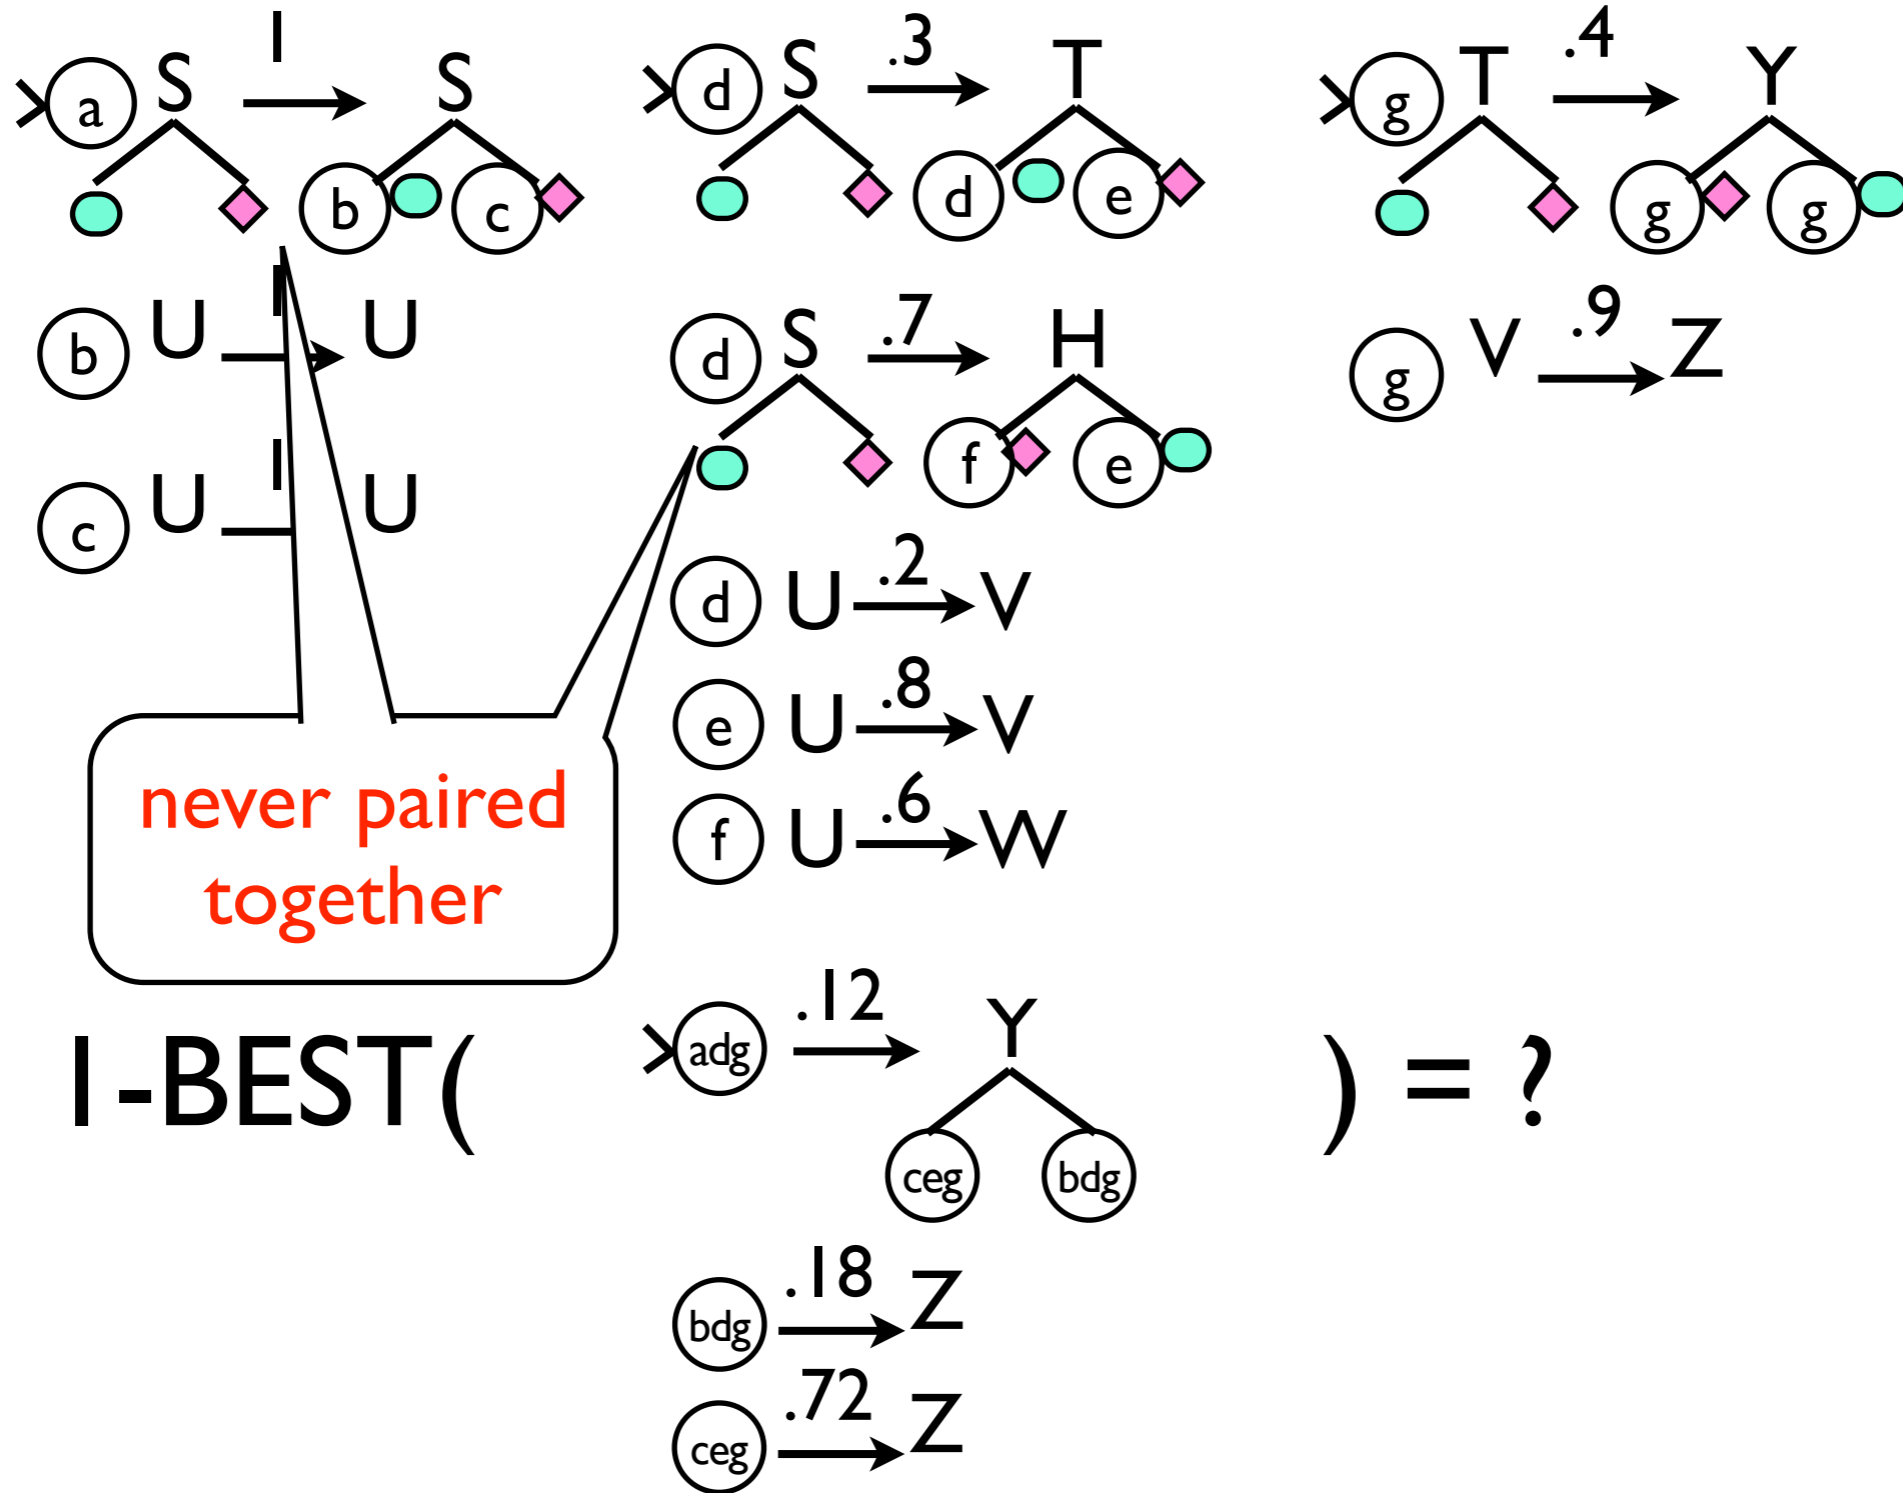 a S 1 S b c
b U 1 U
c U 1 U
d S .3 T d e
d S .7 H f e
d U .2 V
e U .8 V
f U .6 W
g T .4 Y g g
g V .9 Z
never paired
together
1-BEST( ) = ?
adg .12 Y
ceg bdg
bdg .18 Z
ceg .72 Z